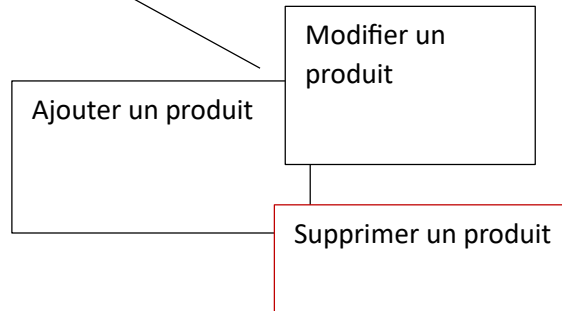 Modifier un
produit
Ajouter un produit
Supprimer un produit